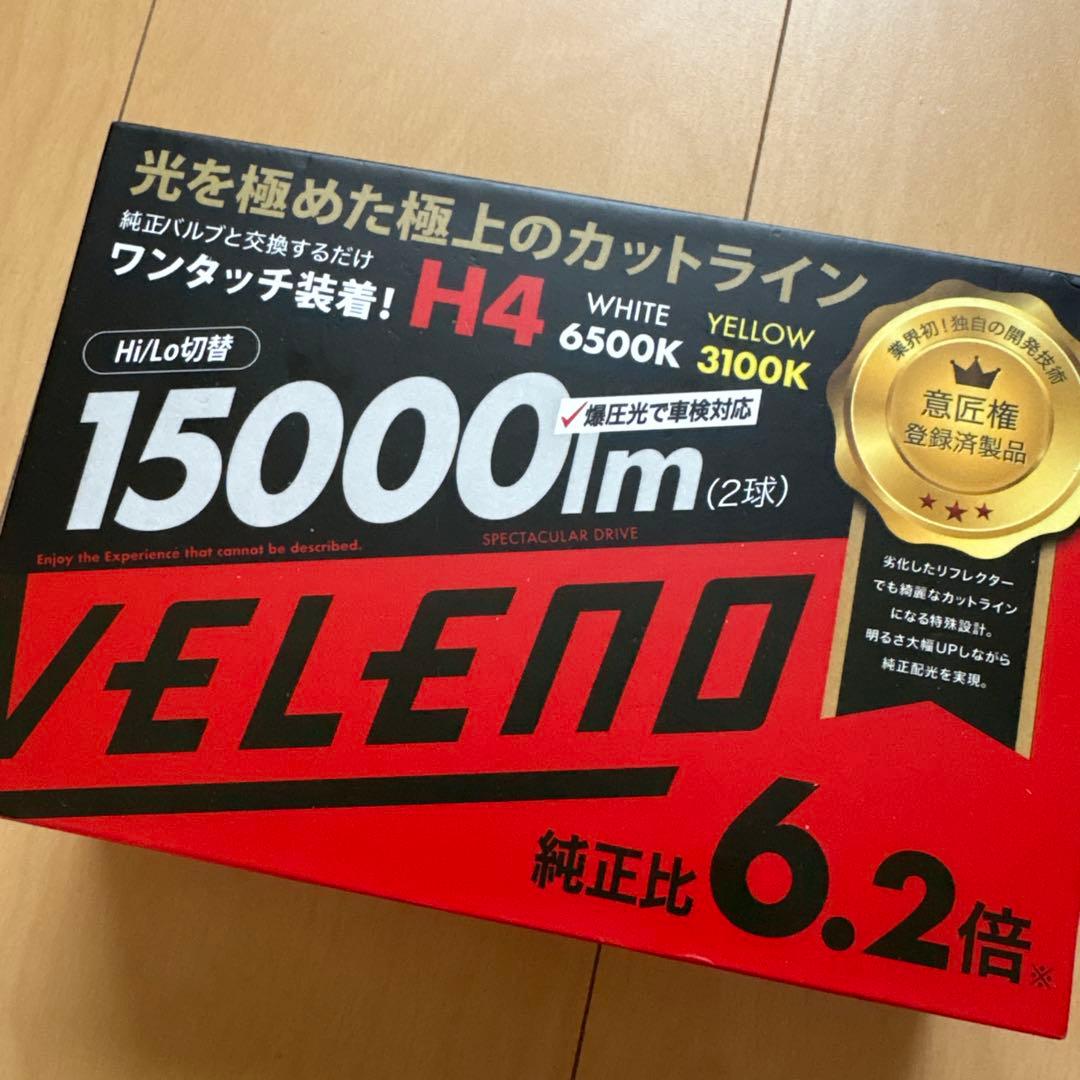 光を極めた極上のカットライン
純正バルブと交換するだけ
ワンタッチ装着!
H4
WHITE
6500K
YELLOW
3100K
Hi/Lo切替
15000lm(2球)
✓爆圧光で車検対応
業界初!独自の開発技術
意匠権
登録済製品
★★★
Enjoy the Experience that cannot be described.
SPECTACULAR DRIVE
VELENO
劣化したリフレクター
でも綺麗なカットライン
になる特殊設計。
明るさ大幅UPしながら
純正配光を実現。
純正比6.2倍※